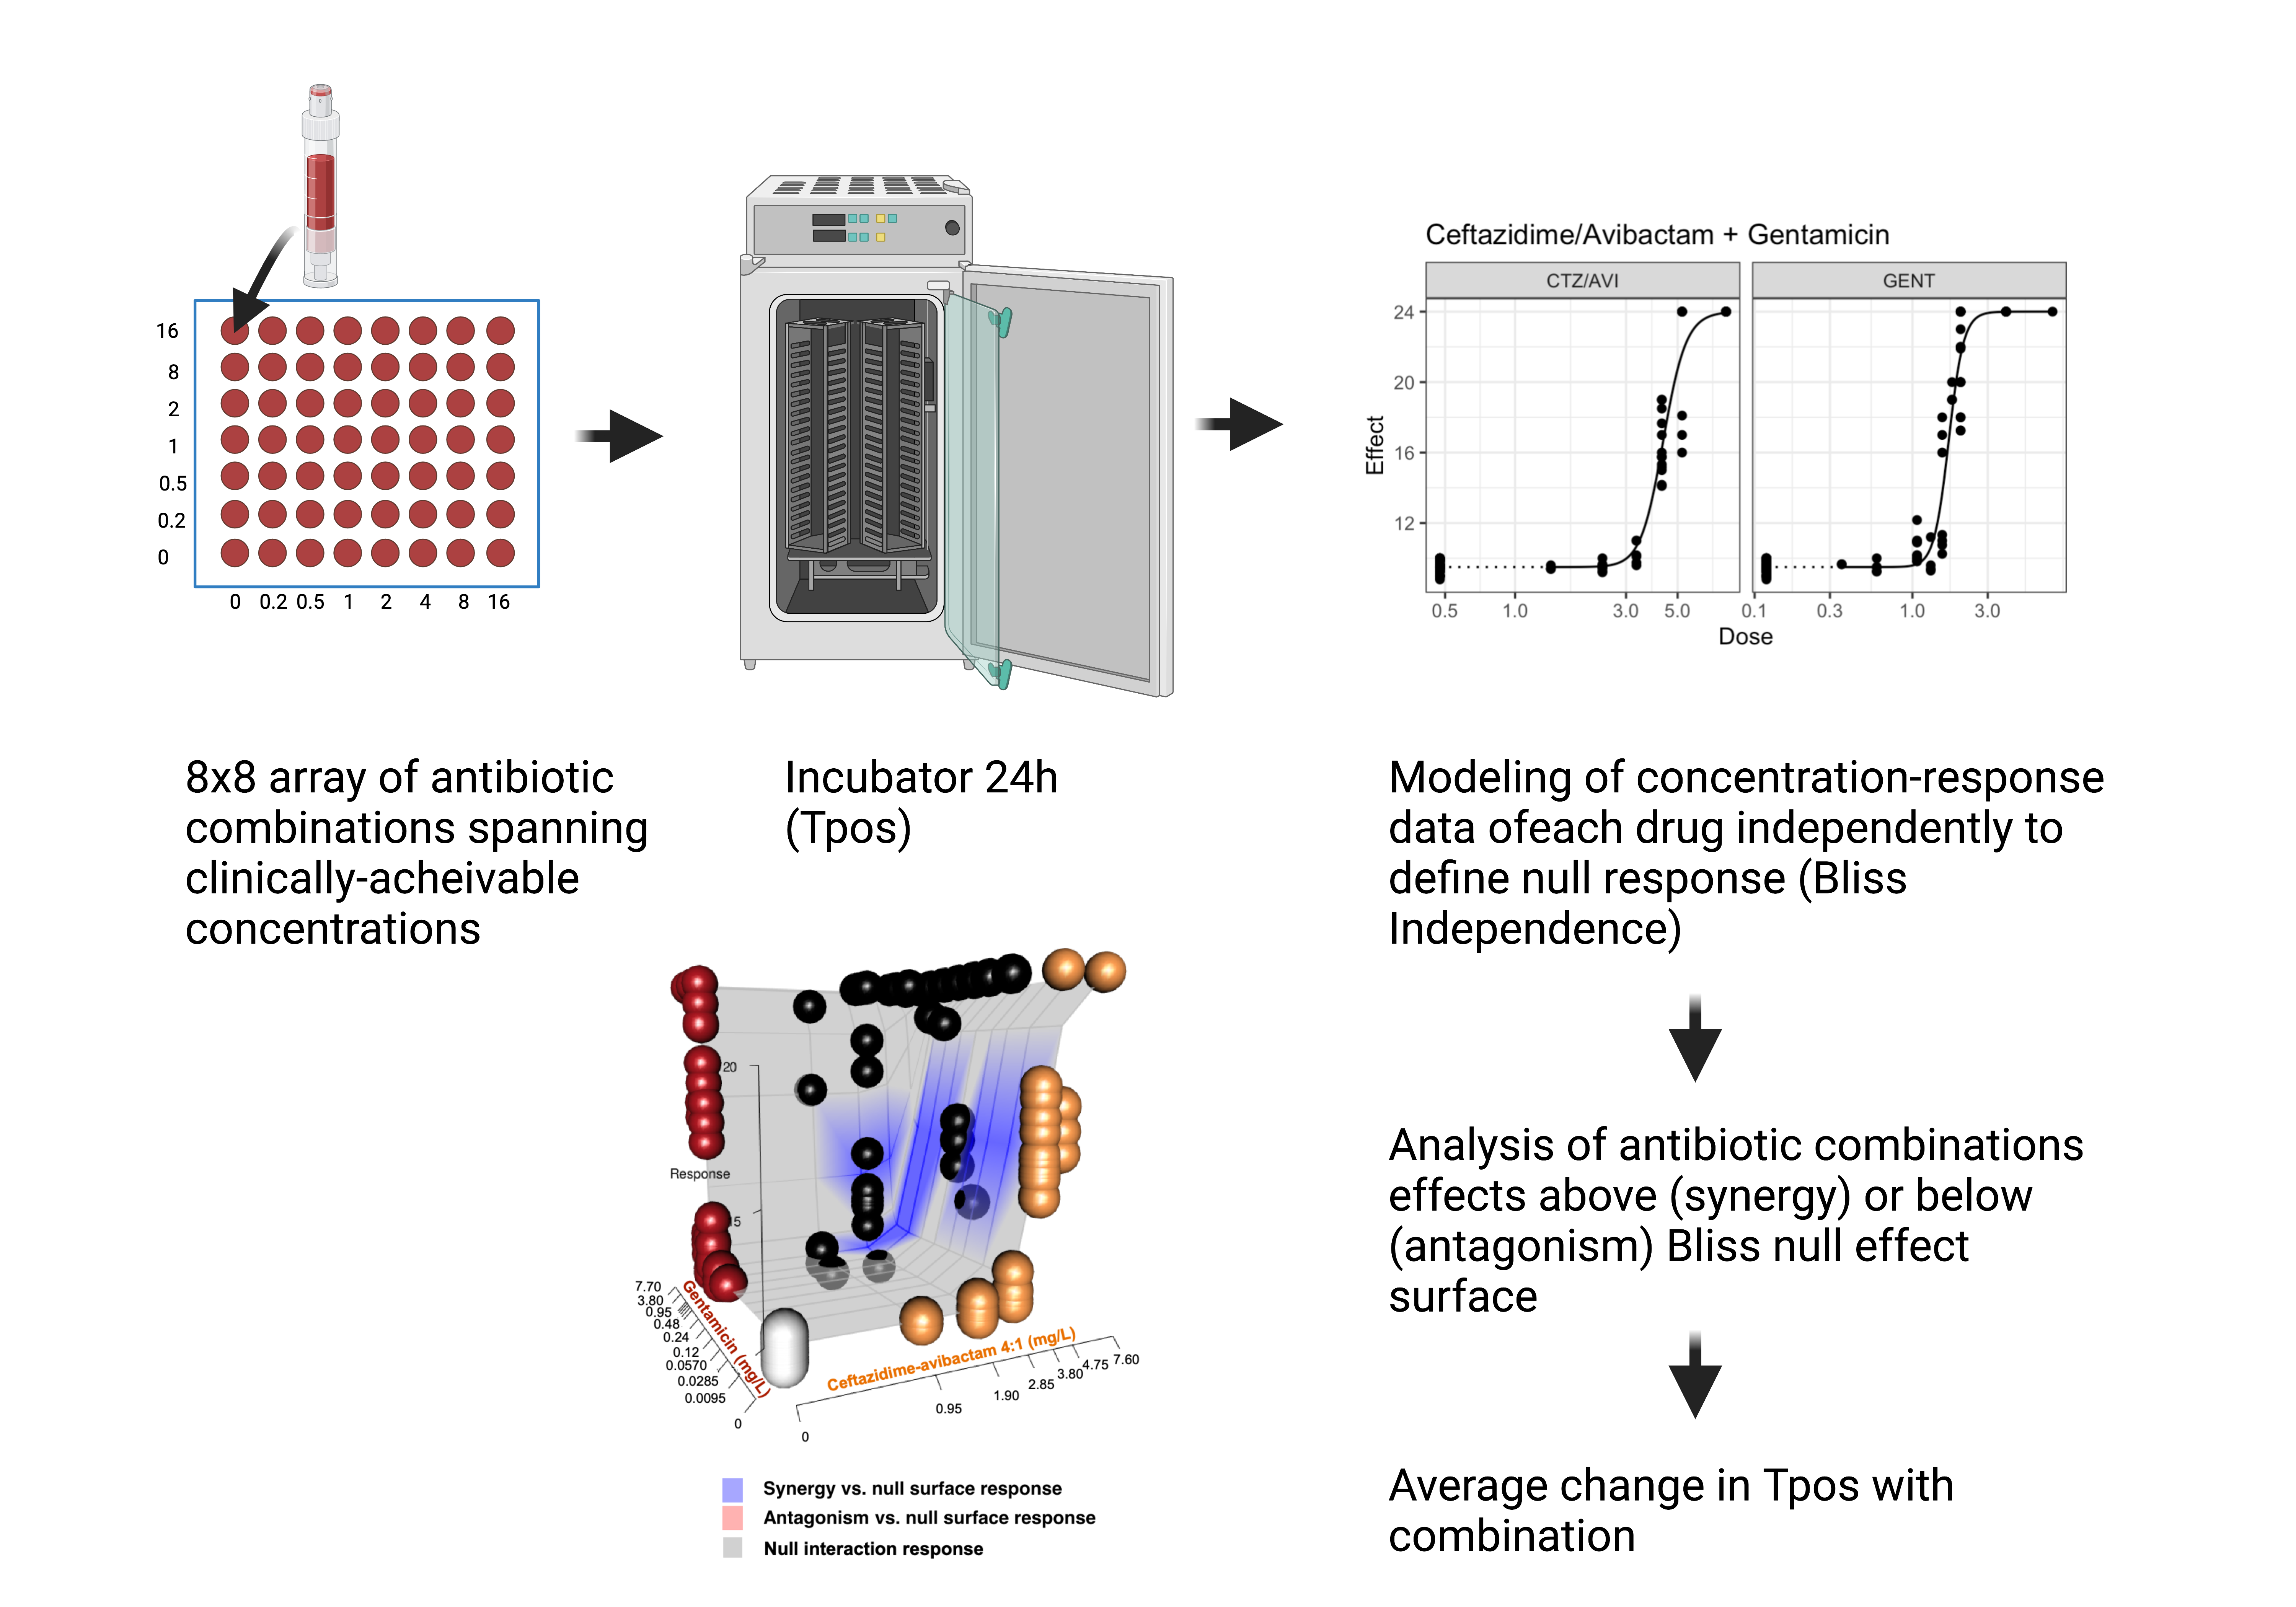 16
8
2
1
0.5
0.2
0
0 0.2 0.5 1 2 4 8 16
8x8 array of antibiotic
combinations spanning
clinically-acheivable
concentrations
Incubator 24h
(Tpos)
Ceftazidime/Avibactam + Gentamicin
CTZ/AVI GENT
Effect
24
20
16
12
0.5 1.0 3.0 5.0 0.1 0.3 1.0 3.0
Dose
Modeling of concentration-response
data ofeach drug independently to
define null response (Bliss
Independence)
Analysis of antibiotic combinations
effects above (synergy) or below
(antagonism) Bliss null effect
surface
Average change in Tpos with
combination
20
Response
15
7.70
3.80
0.95
0.48
0.24
0.12
0.0570
0.0285
0.0095
0
Gentamicin (mg/L)
Ceftazidime-avibactam 4:1 (mg/L)
0 0.95 1.90 2.85 3.80 4.75 7.60
Synergy vs. null surface response
Antagonism vs. null surface response
Null interaction response